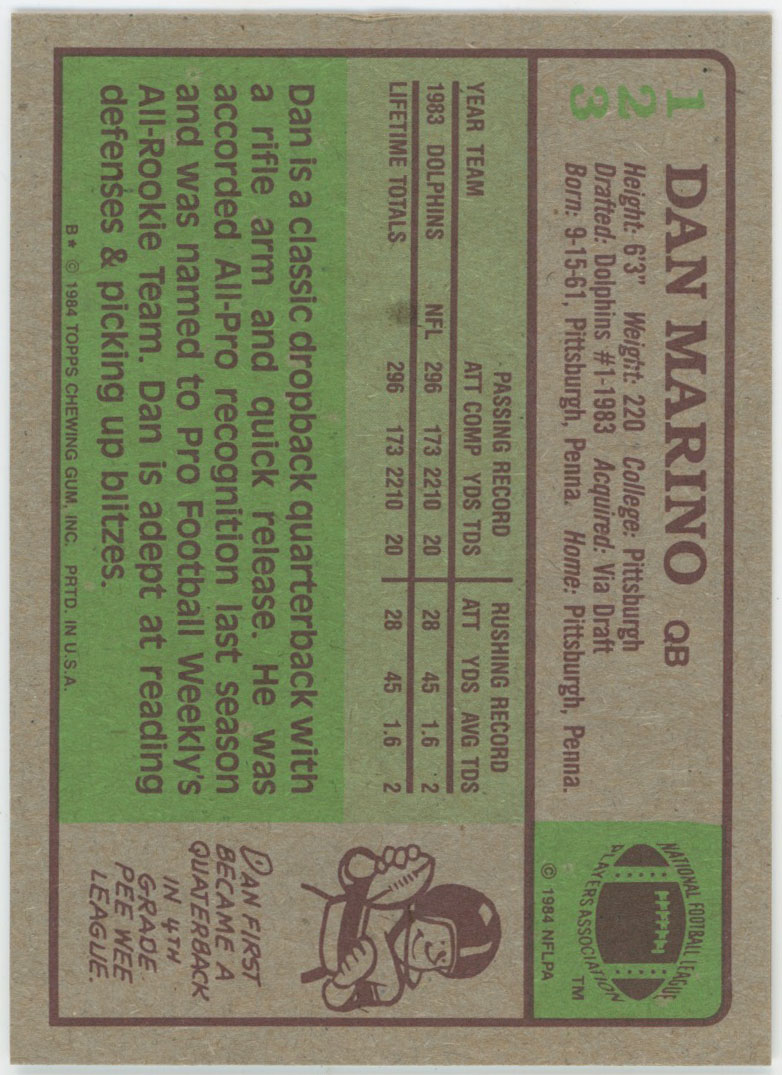 1
2
3
DAN MARINO QB
Height: 6'3" Weight: 220 College: Pittsburgh
Drafted: Dolphins #1-1983 Acquired: Via Draft
Born: 9-15-61, Pittsburgh, Penna. Home: Pittsburgh, Penna.
NATIONAL FOOTBALL LEAGUE
PLAYERS ASSOCIATION
TM
© 1984 NFLPA
PASSING RECORD RUSHING RECORD
YEAR TEAM ATT COMP YDS TDS ATT YDS AVG TDS
1983 DOLPHINS NFL 296 173 2210 20 28 45 1.6 2
LIFETIME TOTALS 296 173 2210 20 28 45 1.6 2
Dan is a classic dropback quarterback with
a rifle arm and quick release. He was
accorded All-Pro recognition last season
and was named to Pro Football Weekly's
All-Rookie Team. Dan is adept at reading
defenses & picking up blitzes.
B* © 1984 TOPPS CHEWING GUM, INC. PRTD. IN U.S.A.
DAN FIRST
BECAME A
QUATERBACK
IN 4TH
GRADE
PEE WEE
LEAGUE.